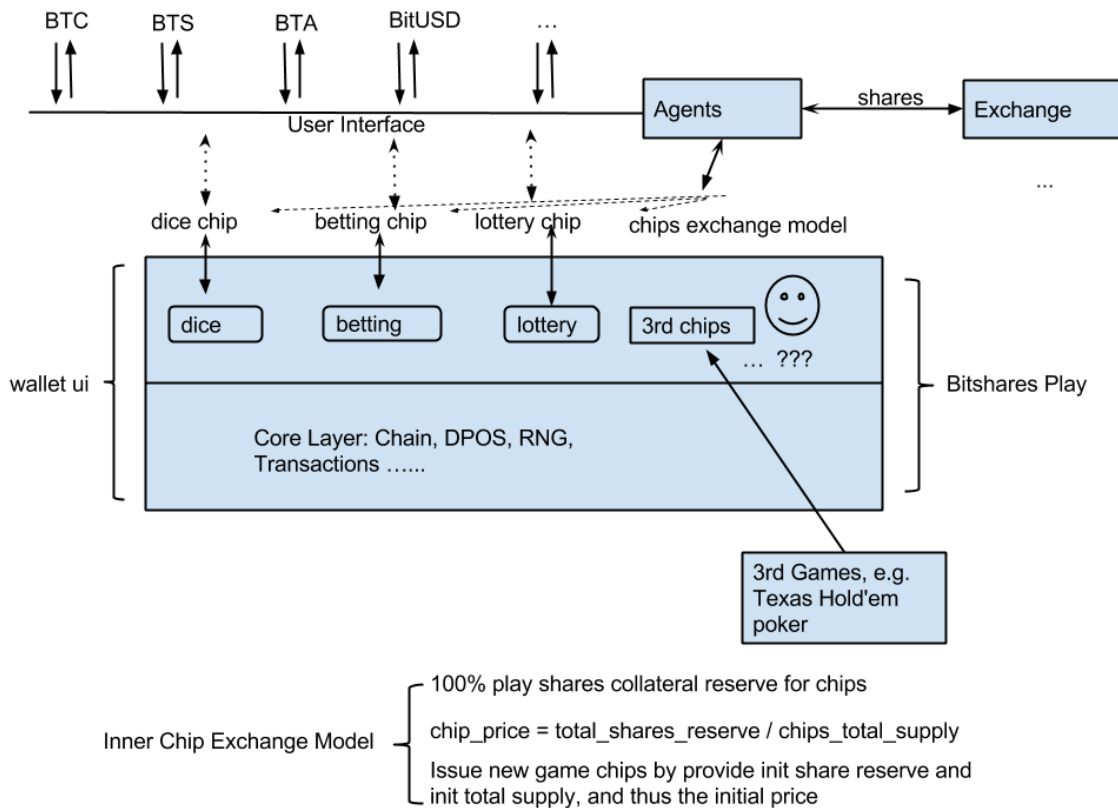 BTC
BTS
BTA
BitUSD
...
Agents
shares
Exchange
User Interface
...
dice chip
betting chip
lottery chip
chips exchange model
dice
betting
lottery
3rd chips
... ???
wallet ui
Bitshares Play
Core Layer: Chain, DPOS, RNG,
Transactions …...
3rd Games, e.g.
Texas Hold'em
poker
100% play shares collateral reserve for chips
Inner Chip Exchange Model
chip_price = total_shares_reserve / chips_total_supply
Issue new game chips by provide init share reserve and
init total supply, and thus the initial price